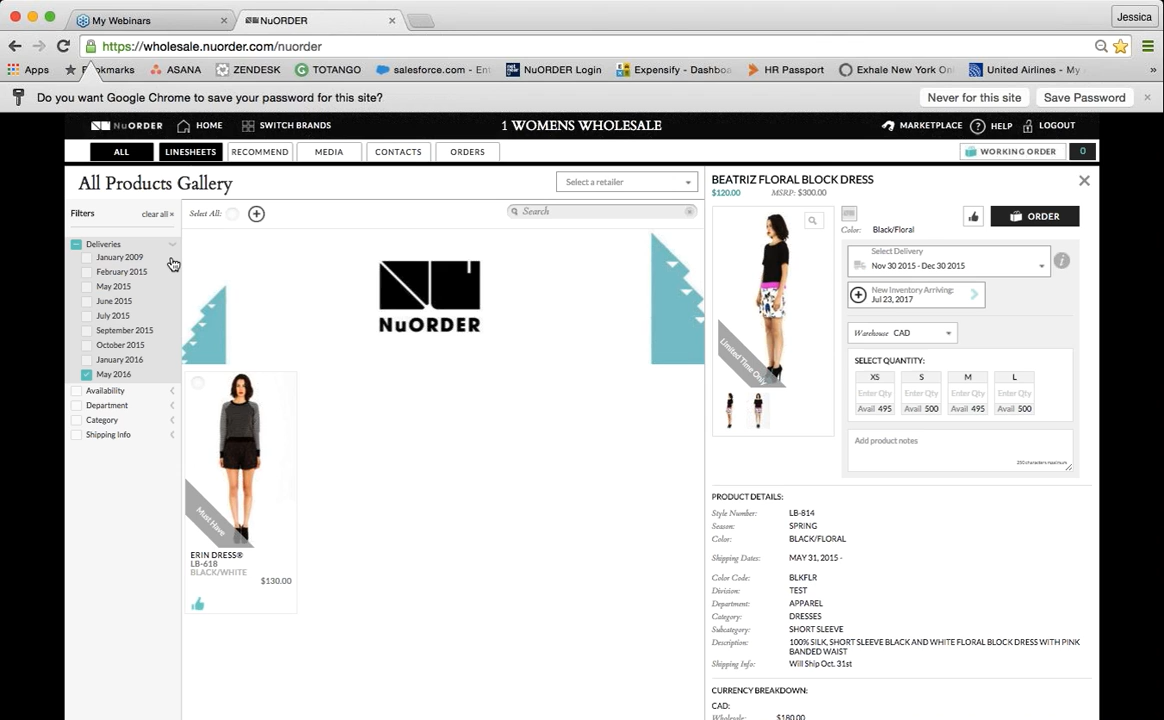 My Webinars
NUORDER
Jessica
https://wholesale.nuorder.com/nuorder
Apps
Bookmarks
ASANA
ZENDESK
TOTANGO
salesforce.com - Ent
NuORDER Login
Expensify - Dashboa
HR Passport
Exhale New York On
United Airlines - My
»
Do you want Google Chrome to save your password for this site?
Never for this site
Save Password
NUORDER
HOME
SWITCH BRANDS
1 WOMENS WHOLESALE
MARKETPLACE
HELP
LOGOUT
ALL
LINESHEETS
RECOMMEND
MEDIA
CONTACTS
ORDERS
WORKING ORDER
0
All Products Gallery
Select a retailer
Filters
clear all ×
Select All:
Search
Deliveries
January 2009
February 2015
May 2015
June 2015
July 2015
September 2015
October 2015
January 2016
May 2016
Availability
Department
Category
Shipping Info
NuORDER
Must Have
ERIN DRESS®
LB-618
BLACK/WHITE
$130.00
BEATRIZ FLORAL BLOCK DRESS
$120.00
MSRP: $300.00
Limited Time Only
Color:
Black/Floral
ORDER
Select Delivery
Nov 30 2015 - Dec 30 2015
New Inventory Arriving:
Jul 23, 2017
Warehouse CAD
SELECT QUANTITY:
XS S M L
Enter Qty Enter Qty Enter Qty Enter Qty
Avail 495 Avail 500 Avail 495 Avail 500
Add product notes
250 characters maximum
PRODUCT DETAILS:
Style Number: LB-814
Season: SPRING
Color: BLACK/FLORAL
Shipping Dates: MAY 31, 2015 -
Color Code: BLKFLR
Division: TEST
Department: APPAREL
Category: DRESSES
Subcategory: SHORT SLEEVE
Description: 100% SILK, SHORT SLEEVE BLACK AND WHITE FLORAL BLOCK DRESS WITH PINK
BANDED WAIST
Shipping Info: Will Ship Oct. 31st
CURRENCY BREAKDOWN:
CAD:
Wholesale: $180.00